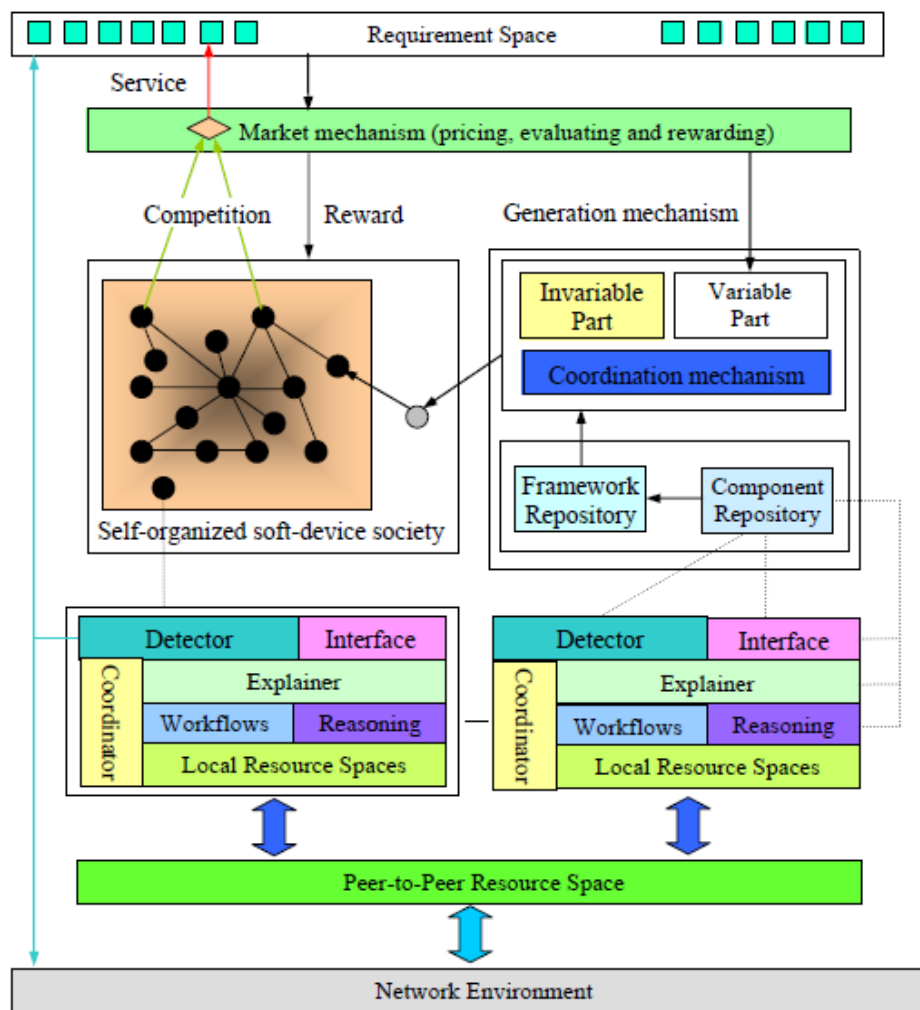 Requirement Space
Service
Market mechanism (pricing, evaluating and rewarding)
Competition
Reward
Generation mechanism
Invariable
Part
Variable
Part
Coordination mechanism
Framework
Repository
Component
Repository
Self-organized soft-device society
Detector
Interface
Coordinator
Explainer
Workflows
Reasoning
Local Resource Spaces
Detector
Interface
Coordinator
Explainer
Workflows
Reasoning
Local Resource Spaces
Peer-to-Peer Resource Space
Network Environment